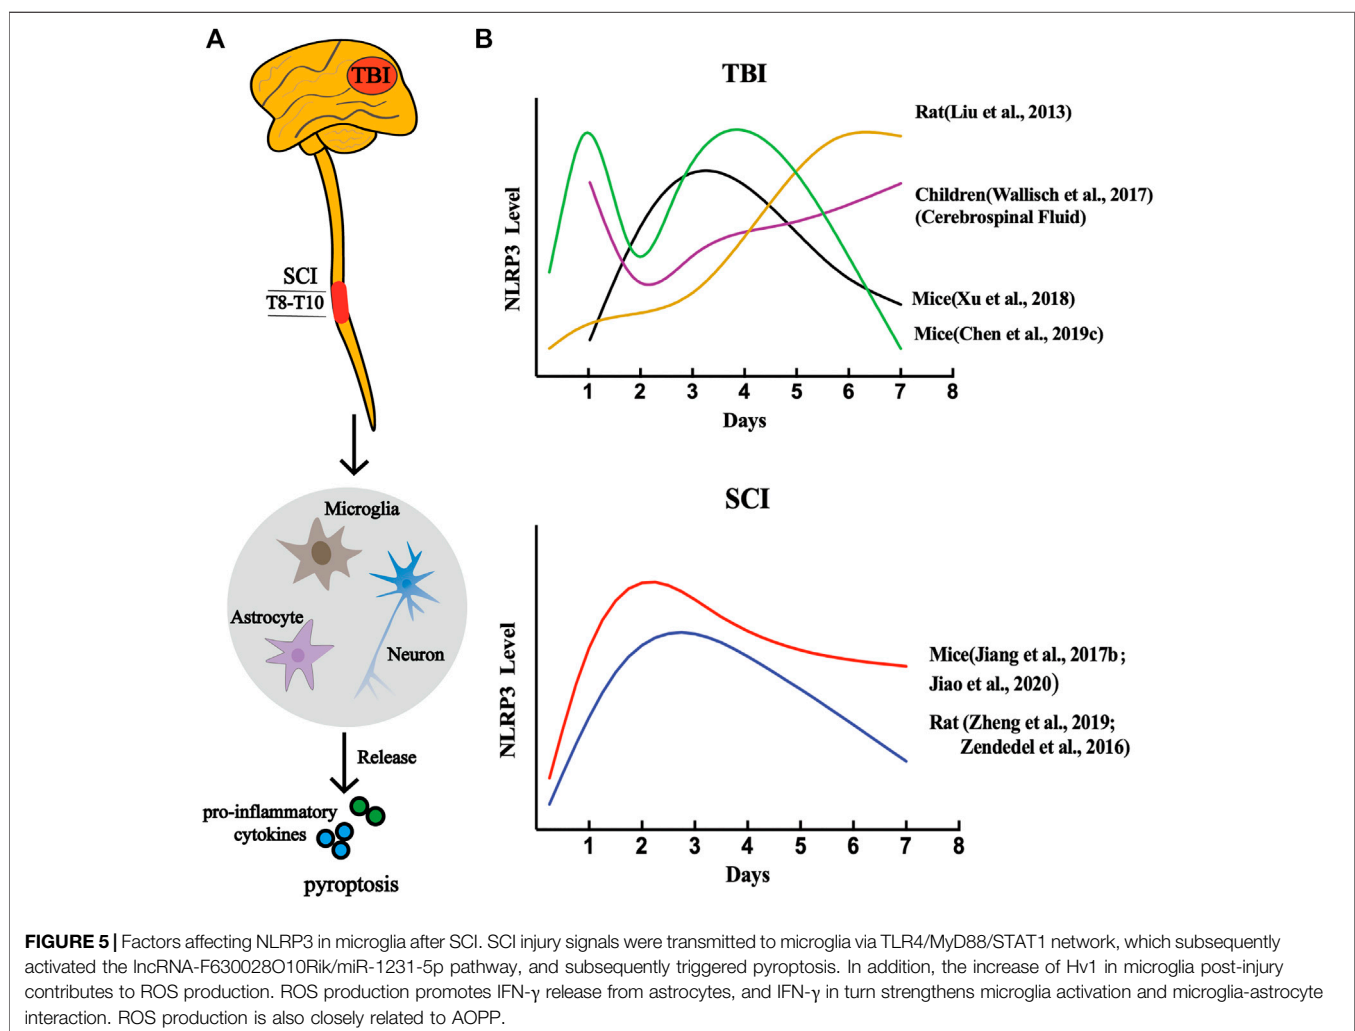 A
TBI
SCI
T8-T10
Microglia
Astrocyte
Neuron
Release
pro-inflammatory
cytokines
pyroptosis
B
TBI
NLRP3 Level
Rat(Liu et al., 2013)
Children(Wallisch et al., 2017)
(Cerebrospinal Fluid)
Mice(Xu et al., 2018)
Mice(Chen et al., 2019c)
1 2 3 4 5 6 7 8
Days
SCI
NLRP3 Level
Mice(Jiang et al., 2017b;
Jiao et al., 2020)
Rat (Zheng et al., 2019;
Zendedel et al., 2016)
1 2 3 4 5 6 7 8
Days
FIGURE 5 | Factors affecting NLRP3 in microglia after SCI. SCI injury signals were transmitted to microglia via TLR4/MyD88/STAT1 network, which subsequently
activated the lncRNA-F630028O10Rik/miR-1231-5p pathway, and subsequently triggered pyroptosis. In addition, the increase of Hv1 in microglia post-injury
contributes to ROS production. ROS production promotes IFN-γ release from astrocytes, and IFN-γ in turn strengthens microglia activation and microglia-astrocyte
interaction. ROS production is also closely related to AOPP.